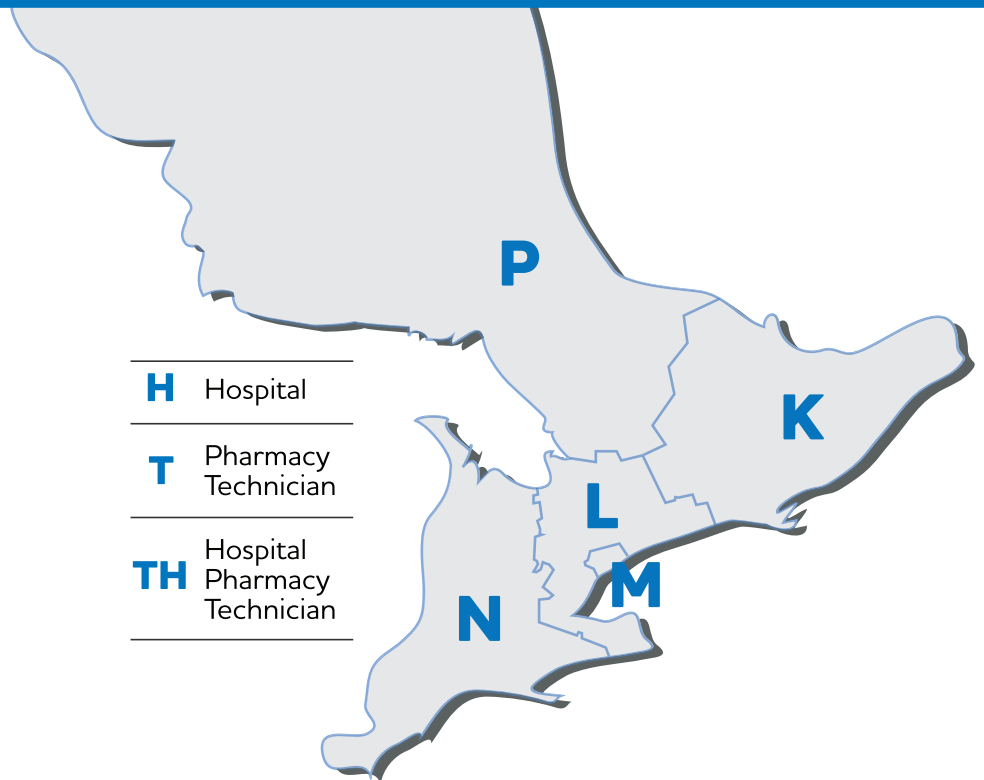 P
K
H Hospital
T Pharmacy
Technician
L
TH Hospital
Pharmacy
Technician
M
N